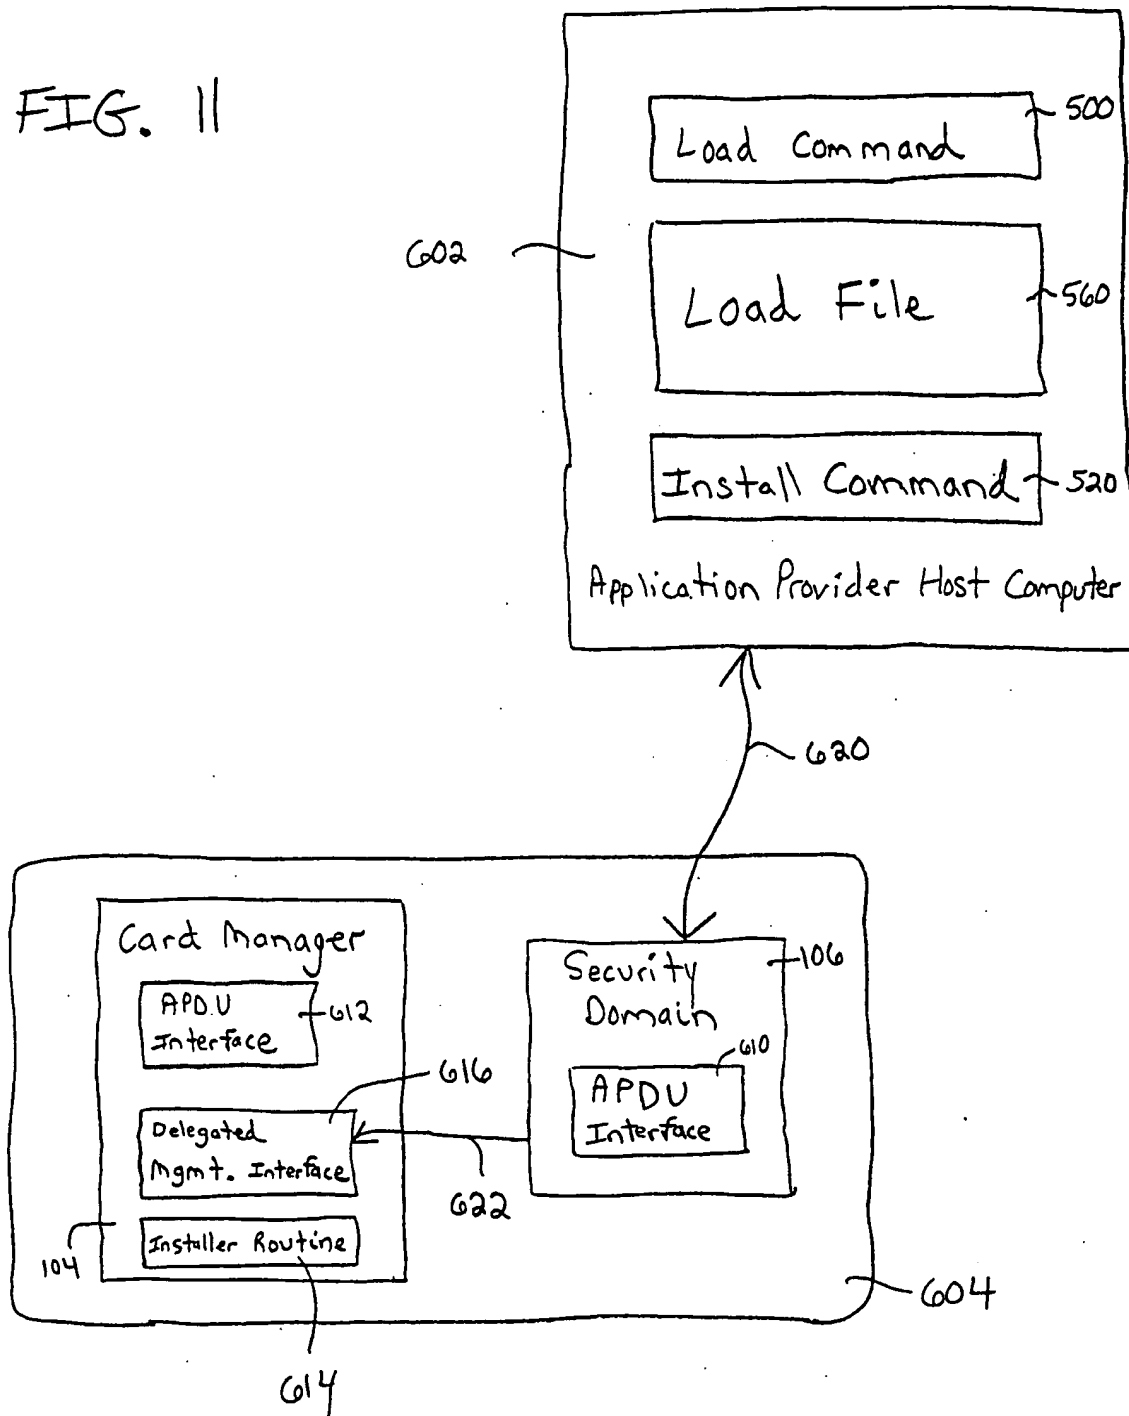 FIG. 11
Load Command
500
602
Load File
560
Install Command
520
Application Provider Host Computer
620
Card Manager
APD.U
Interface
612
616
Delegated
Mgmt. Interface
622
Installer Routine
104
614
Security
Domain
106
610
APDU
Interface
604